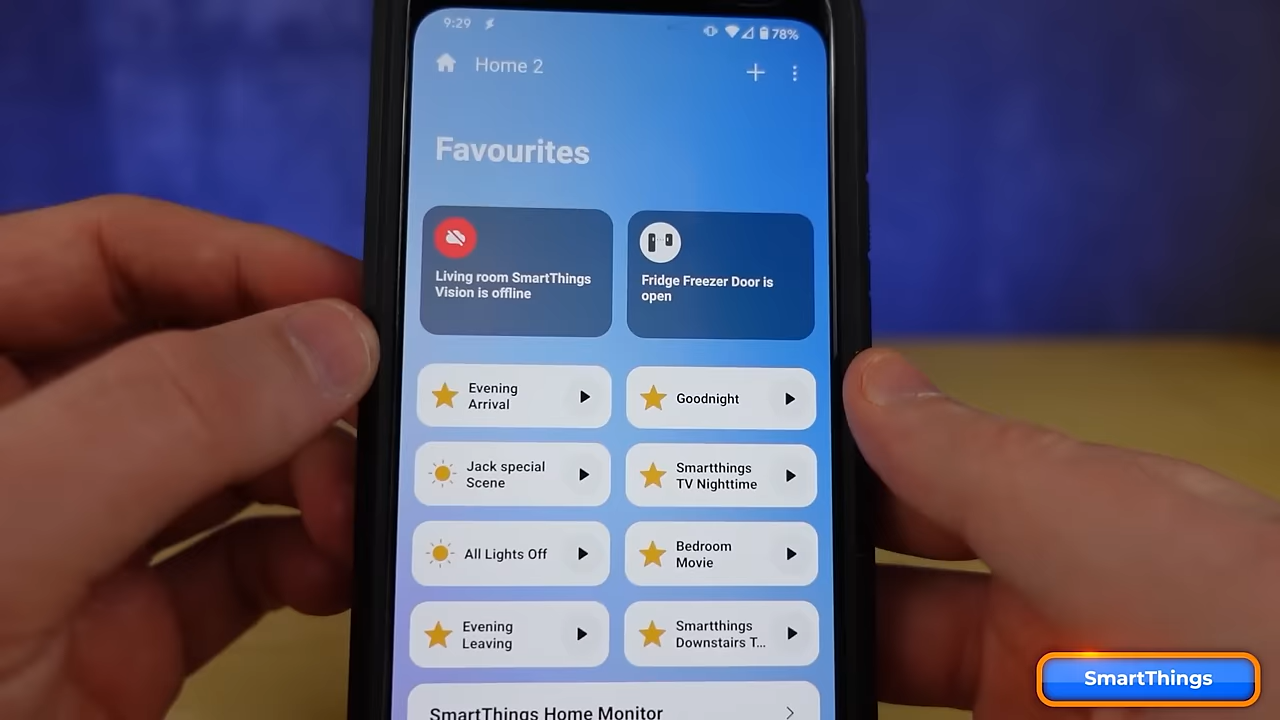 9:29
78%
Home 2
Favourites
Living room SmartThings
Vision is offline
Fridge Freezer Door is
open
Evening
Arrival
Goodnight
Jack special
Scene
Smartthings
TV Nighttime
All Lights Off
Bedroom
Movie
Evening
Leaving
Smartthings
Downstairs T...
SmartThings Home Monitor
SmartThings